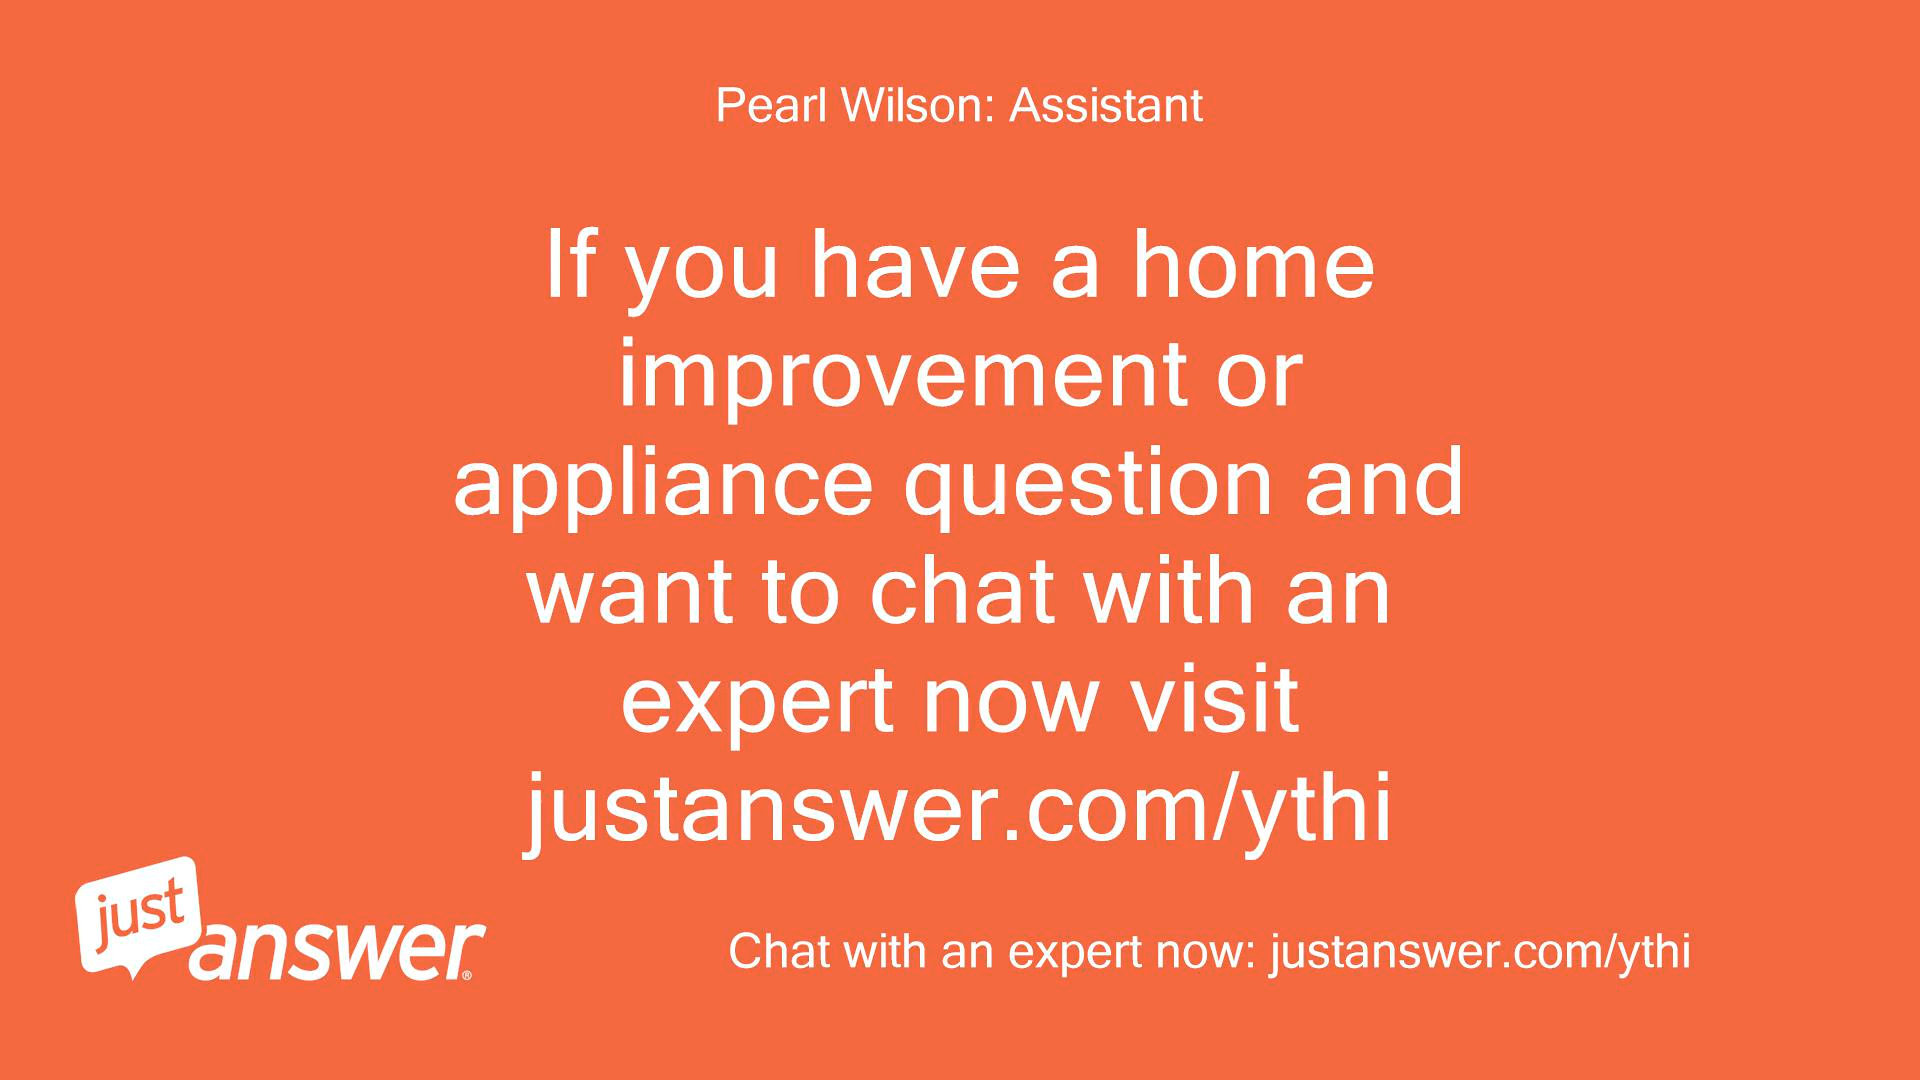 Pearl Wilson: Assistant
If you have a home
improvement or
appliance question and
want to chat with an
expert now visit
justanswer.com/ythi
just
answer®
Chat with an expert now: justanswer.com/ythi